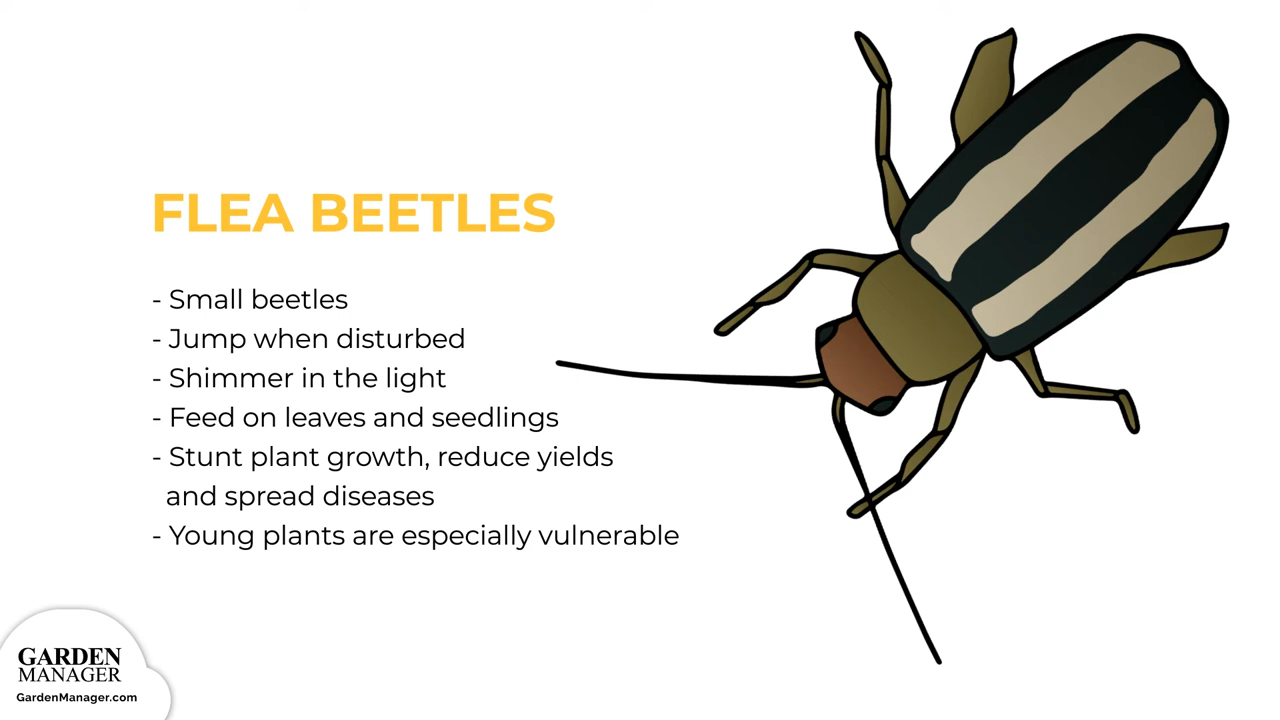 FLEA BEETLES
- Small beetles
- Jump when disturbed
- Shimmer in the light
- Feed on leaves and seedlings
- Stunt plant growth, reduce yields
and spread diseases
- Young plants are especially vulnerable
GARDEN
MANAGER
GardenManager.com